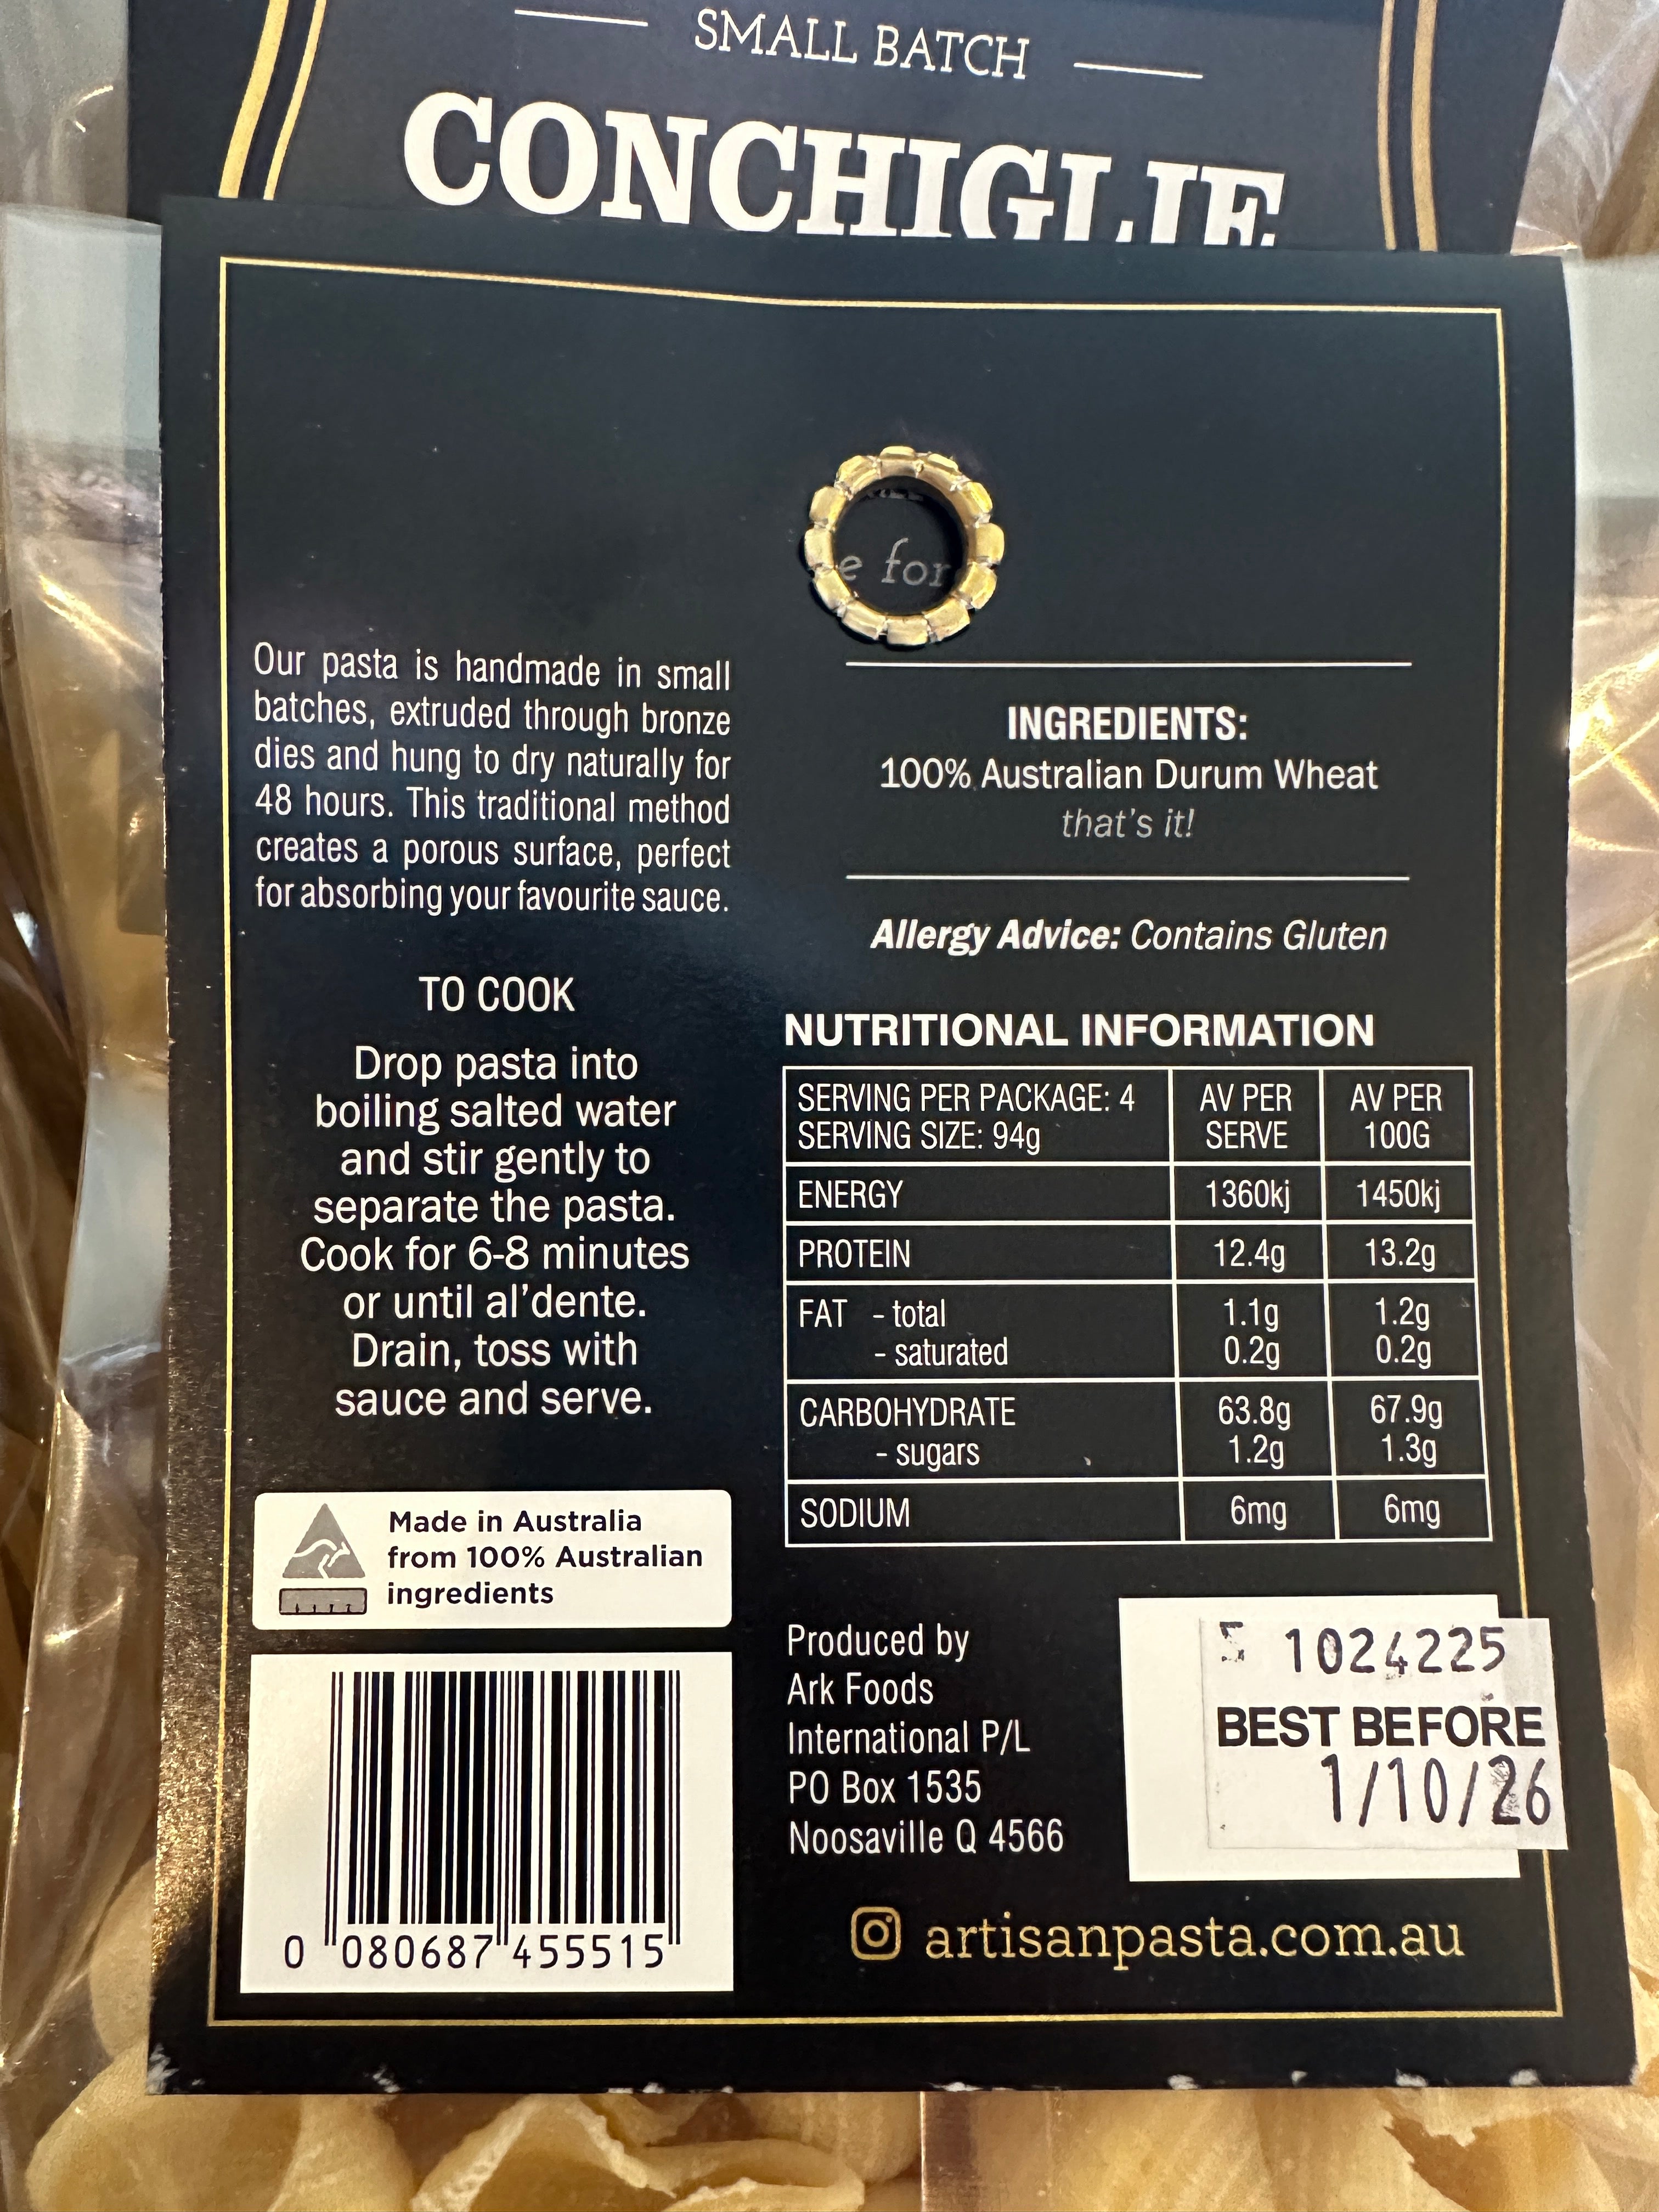 SMALL BATCH
CONCHIGLIE
e for
Our pasta is handmade in small
batches, extruded through bronze
dies and hung to dry naturally for
48 hours. This traditional method
creates a porous surface, perfect
for absorbing your favourite sauce.
TO COOK
Drop pasta into
boiling salted water
and stir gently to
separate the pasta.
Cook for 6-8 minutes
or until al'dente.
Drain, toss with
sauce and serve.
Made in Australia
from 100% Australian
ingredients
0 080687 455515
INGREDIENTS:
100% Australian Durum Wheat
that's it!
Allergy Advice: Contains Gluten
NUTRITIONAL INFORMATION
SERVING PER PACKAGE: 4
SERVING SIZE: 94g
AV PER
SERVE
AV PER
100G
ENERGY 1360kj 1450kj
PROTEIN 12.4g 13.2g
FAT - total 1.1g 1.2g
- saturated 0.2g 0.2g
CARBOHYDRATE 63.8g 67.9g
- sugars 1.2g 1.3g
SODIUM 6mg 6mg
Produced by
Ark Foods
International P/L
PO Box 1535
Noosaville Q 4566
1024225
BEST BEFORE
1/10/26
artisanpasta.com.au